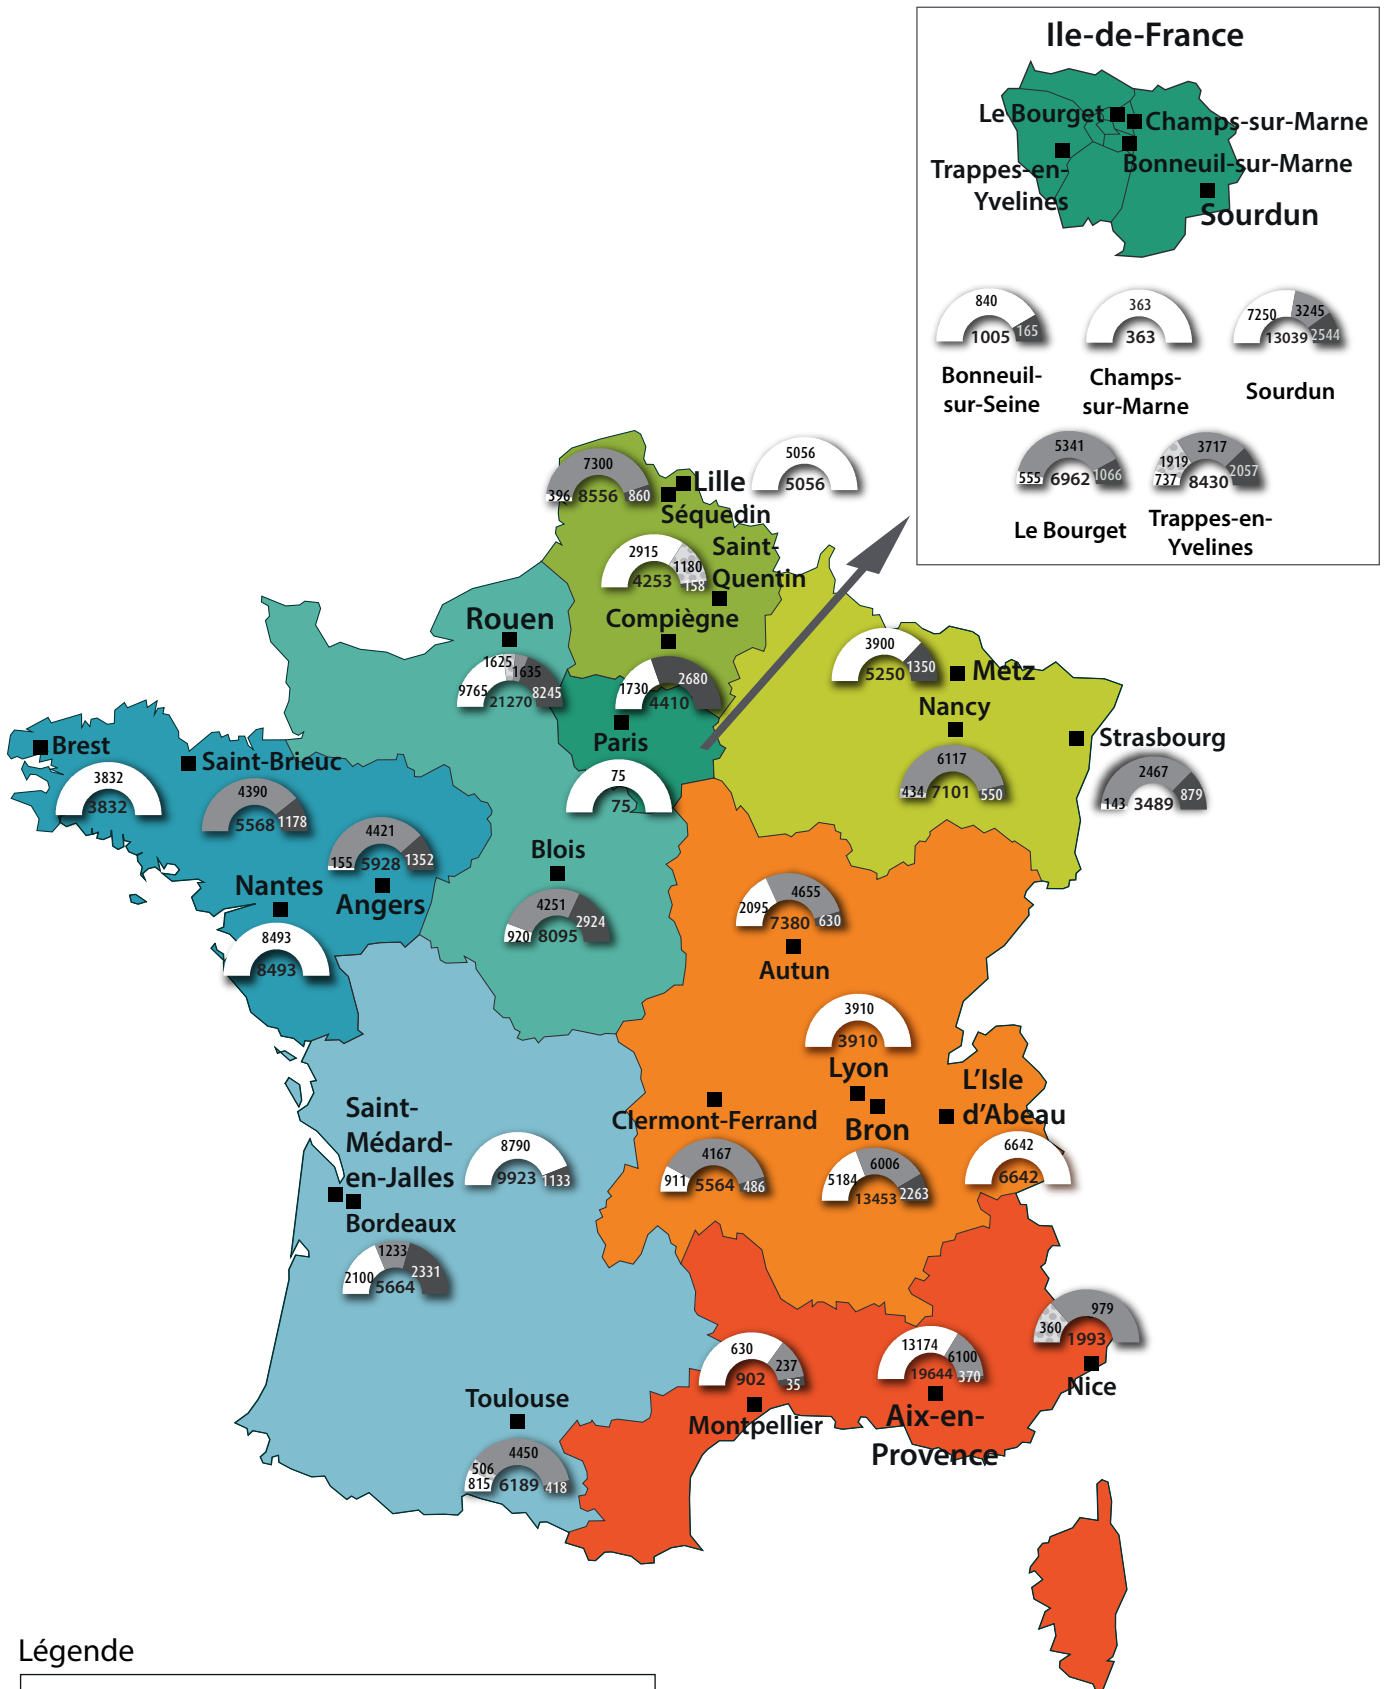 Ile-de-France
Le Bourget
Champs-sur-Marne
Bonneuil-sur-Marne
Trappes-en-
Yvelines
Sourdun
840
1005
165
Bonneuil-
sur-Seine
363
363
Champs-
sur-Marne
7250
3245
13039
2544
Sourdun
5341
555
6962
1066
Le Bourget
3717
1919
737
8430
2057
Trappes-en-
Yvelines
7300
396
8556
860
Lille
Séquedin
5056
5056
2915
1180
4253
158
Saint-
Quentin
Compiègne
1730
2680
4410
Rouen
1625
1635
9765
8245
21270
Paris
75
75
3900
1350
5250
Metz
Nancy
6117
434
7101
550
Strasbourg
2467
143
3489
879
Brest
3832
3832
Saint-Brieuc
4390
5568
1178
4421
155
5928
1352
Angers
Nantes
8493
8493
Blois
4251
2924
920
8095
4655
2095
7380
630
Autun
3910
3910
Lyon
Bron
6006
5184
2263
13453
L'Isle
d'Abeau
6642
6642
Clermont-Ferrand
4167
911
5564
486
Saint-
Médard-
en-Jalles
8790
9923
1133
Bordeaux
1233
2100
2331
5664
Toulouse
4450
506
815
6189
418
630
237
902
35
Montpellier
13174
6100
19644
370
Aix-en-
Provence
979
360
1993
Nice
Légende